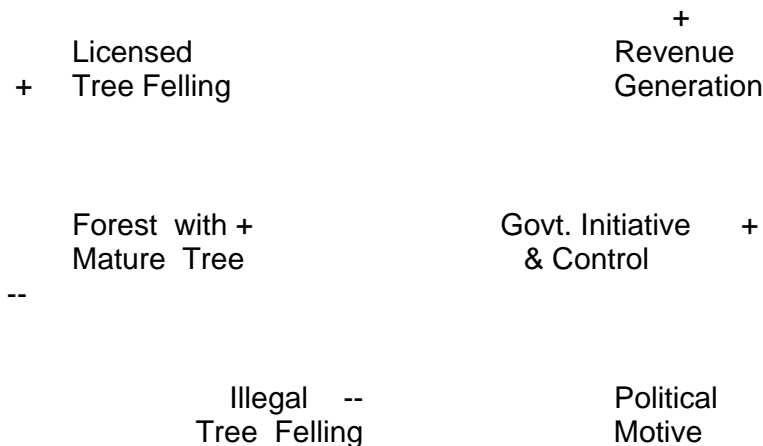 +
Licensed Revenue
+ Tree Felling Generation
Forest with + Govt. Initiative +
Mature Tree & Control
--
Illegal -- Political
Tree Felling Motive